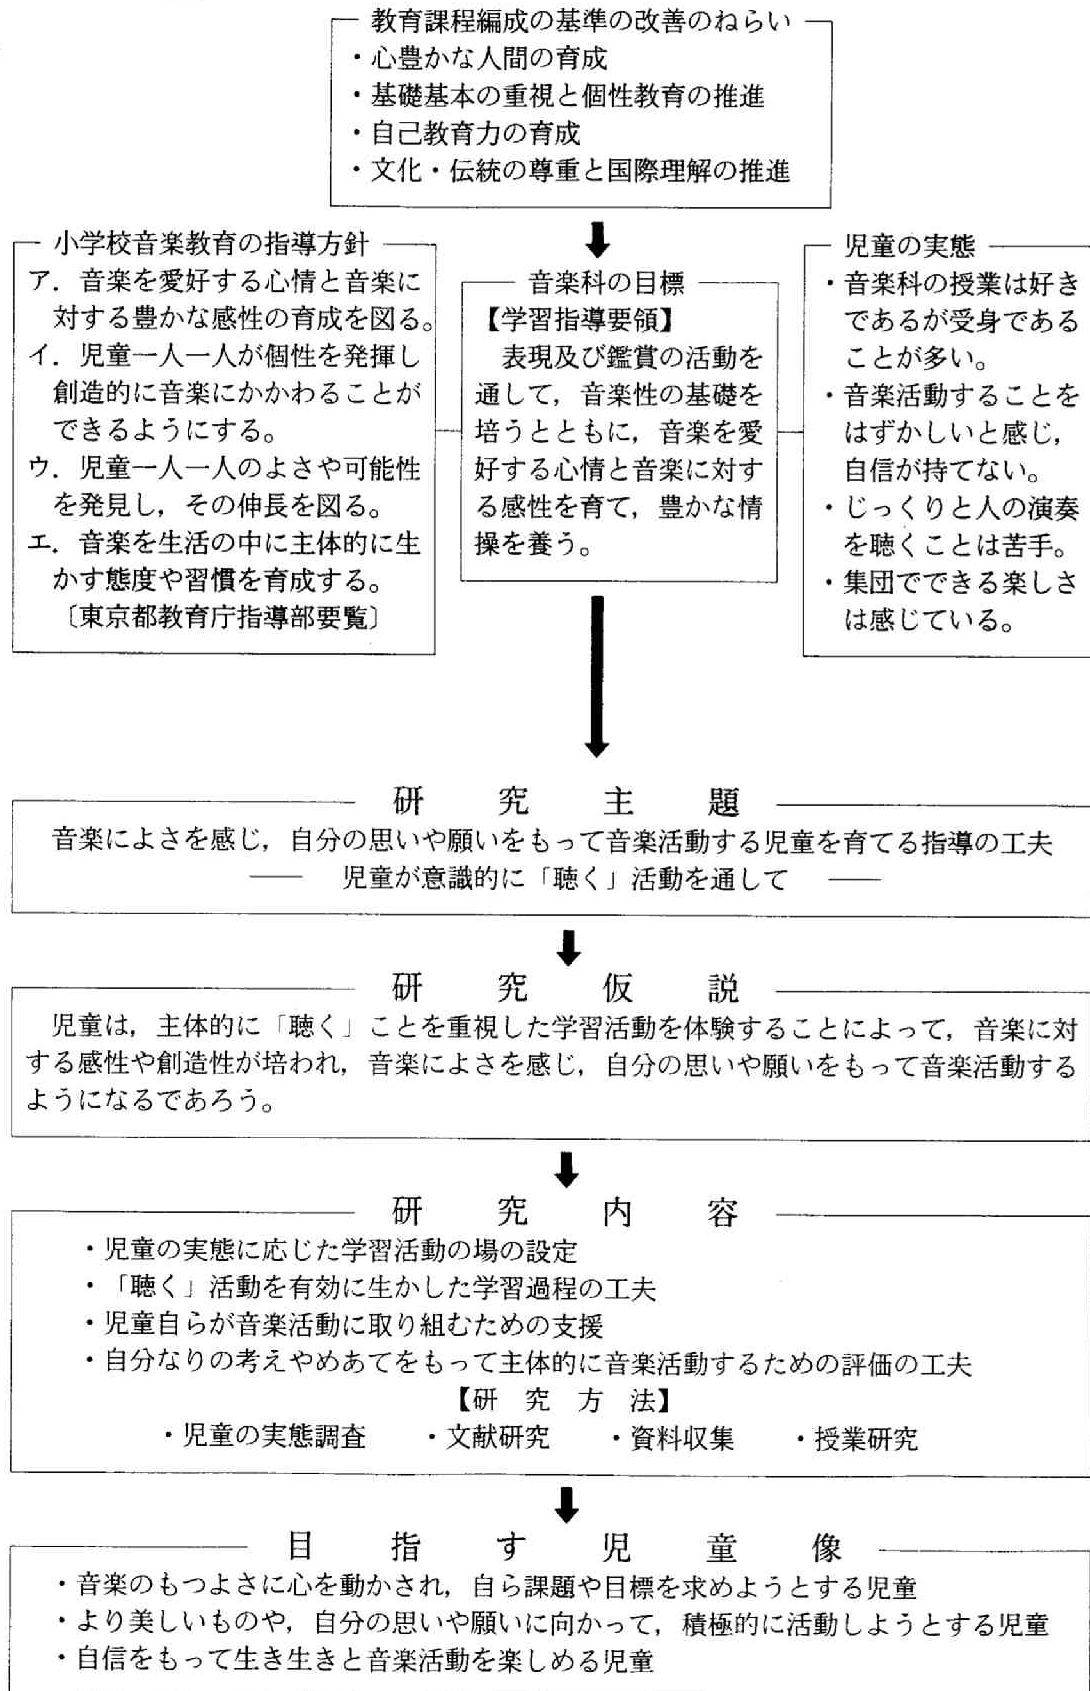 教育課程編成の基準の改善のねらい
・心豊かな人間の育成
・基礎基本の重視と個性教育の推進
・自己教育力の育成
・文化・伝統の尊重と国際理解の推進
小学校音楽教育の指導方針
ア．音楽を愛好する心情と音楽に
対する豊かな感性の育成を図る。
イ．児童一人一人が個性を発揮し
創造的に音楽にかかわることが
できるようにする。
ウ．児童一人一人のよさや可能性
を発見し，その伸長を図る。
エ．音楽を生活の中に主体的に生
かす態度や習慣を育成する。
〔東京都教育庁指導部要覧〕
音楽科の目標
【学習指導要領】
表現及び鑑賞の活動を
通して，音楽性の基礎を
培うとともに，音楽を愛
好する心情と音楽に対す
る感性を育て，豊かな情
操を養う。
児童の実態
・音楽科の授業は好き
であるが受身である
ことが多い。
・音楽活動することを
はずかしいと感じ，
自信が持てない。
・じっくりと人の演奏
を聴くことは苦手。
・集団でできる楽しさ
は感じている。
研究主題
音楽によさを感じ，自分の思いや願いをもって音楽活動する児童を育てる指導の工夫
―― 児童が意識的に「聴く」活動を通して ――
研究仮説
児童は，主体的に「聴く」ことを重視した学習活動を体験することによって，音楽に対
する感性や創造性が培われ，音楽によさを感じ，自分の思いや願いをもって音楽活動する
ようになるであろう。
研究内容
・児童の実態に応じた学習活動の場の設定
・「聴く」活動を有効に生かした学習過程の工夫
・児童自らが音楽活動に取り組むための支援
・自分なりの考えやめあてをもって主体的に音楽活動するための評価の工夫
【研究方法】
・児童の実態調査 ・文献研究 ・資料収集 ・授業研究
目指す児童像
・音楽のもつよさに心を動かされ，自ら課題や目標を求めようとする児童
・より美しいものや，自分の思いや願いに向かって，積極的に活動しようとする児童
・自信をもって生き生きと音楽活動を楽しめる児童